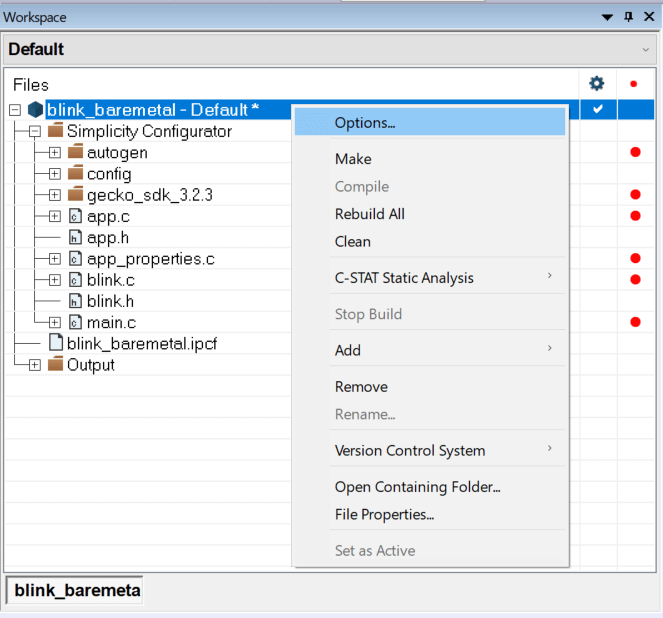 Workspace
Default
Files
blink_baremetal - Default *
Simplicity Configurator
autogen
config
gecko_sdk_3.2.3
app.c
app.h
app_properties.c
blink.c
blink.h
main.c
blink_baremetal.ipcf
Output
Options...
Make
Compile
Rebuild All
Clean
C-STAT Static Analysis
Stop Build
Add
Remove
Rename...
Version Control System
Open Containing Folder...
File Properties...
Set as Active
blink_baremeta